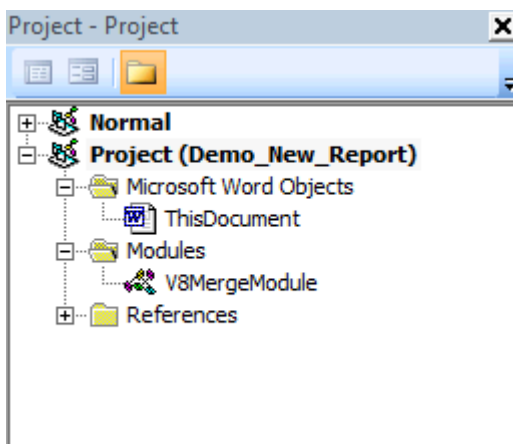 Project - Project
Normal
Project (Demo_New_Report)
Microsoft Word Objects
ThisDocument
Modules
V8MergeModule
References